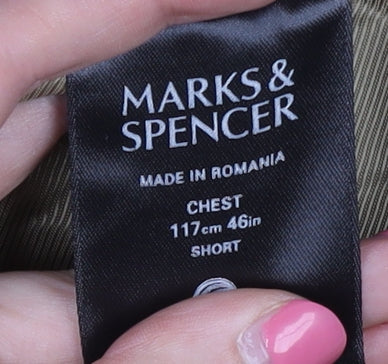 MARKS &
SPENCER
MADE IN ROMANIA
CHEST
117cm 46in
SHORT